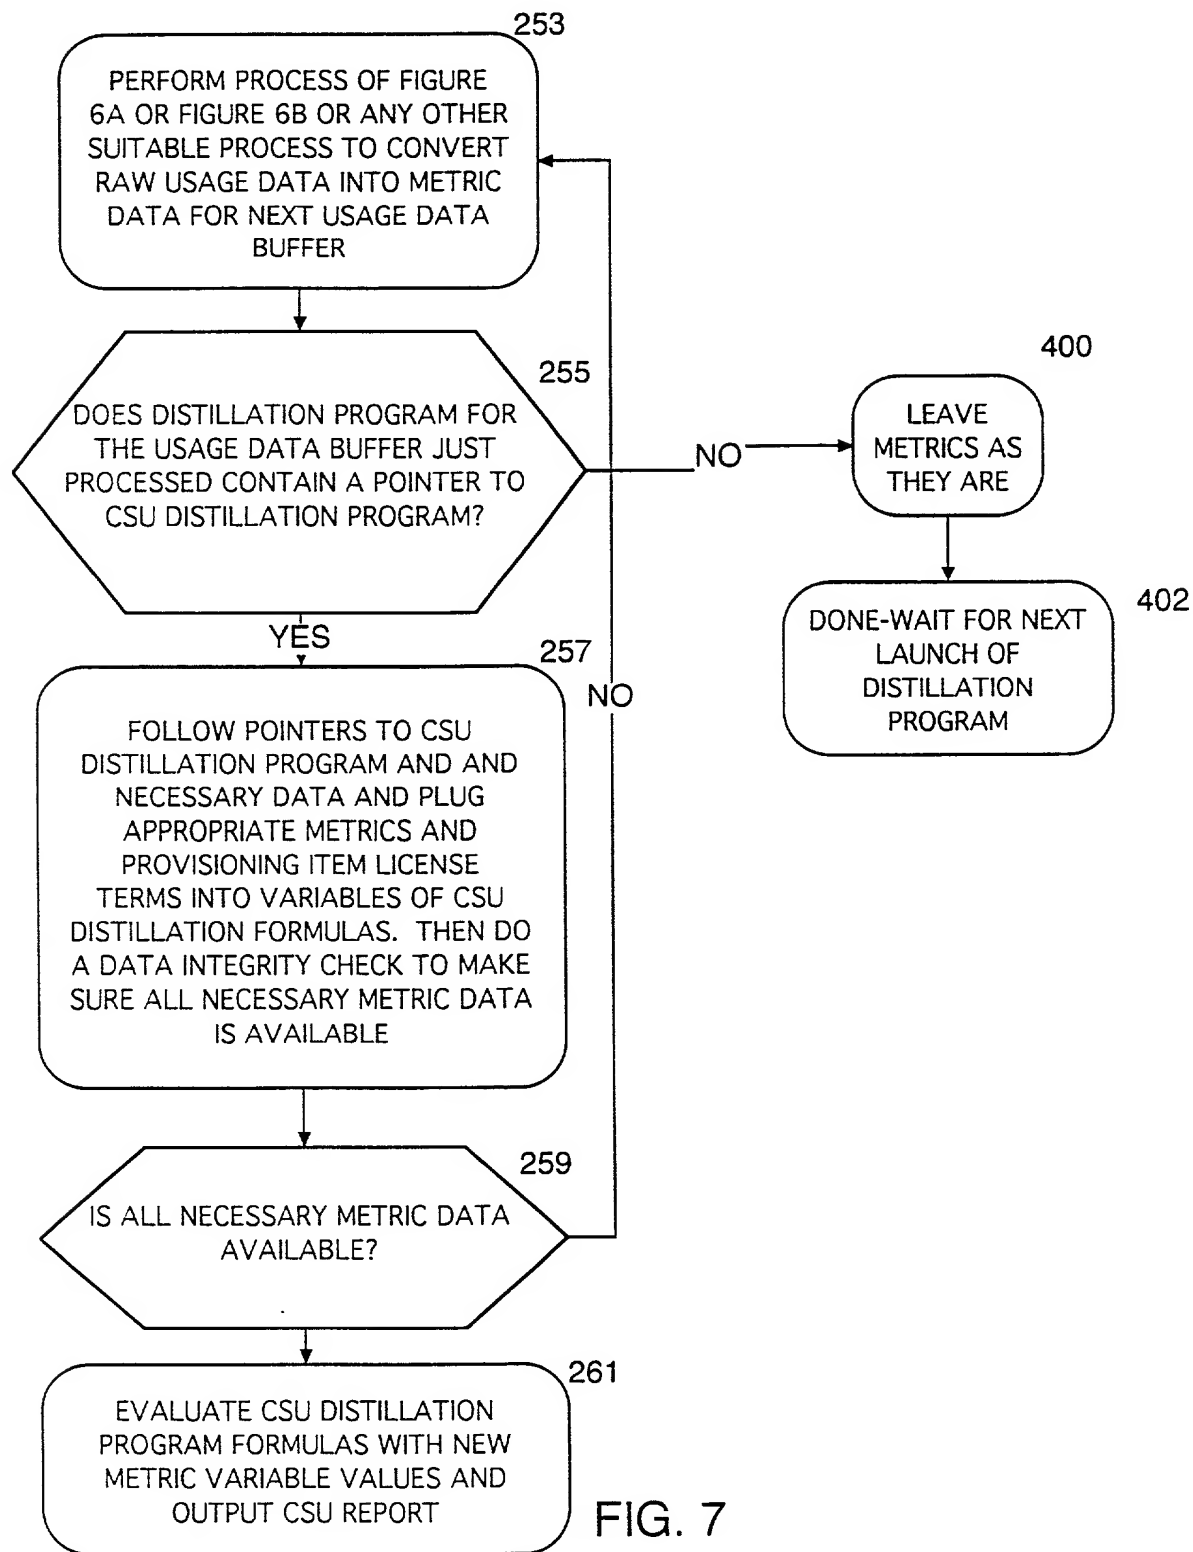 253
PERFORM PROCESS OF FIGURE
6A OR FIGURE 6B OR ANY OTHER
SUITABLE PROCESS TO CONVERT
RAW USAGE DATA INTO METRIC
DATA FOR NEXT USAGE DATA
BUFFER
255
DOES DISTILLATION PROGRAM FOR
THE USAGE DATA BUFFER JUST
PROCESSED CONTAIN A POINTER TO
CSU DISTILLATION PROGRAM?
NO
400
LEAVE
METRICS AS
THEY ARE
402
DONE-WAIT FOR NEXT
LAUNCH OF
DISTILLATION
PROGRAM
YES
257
NO
FOLLOW POINTERS TO CSU
DISTILLATION PROGRAM AND AND
NECESSARY DATA AND PLUG
APPROPRIATE METRICS AND
PROVISIONING ITEM LICENSE
TERMS INTO VARIABLES OF CSU
DISTILLATION FORMULAS. THEN DO
A DATA INTEGRITY CHECK TO MAKE
SURE ALL NECESSARY METRIC DATA
IS AVAILABLE
259
IS ALL NECESSARY METRIC DATA
AVAILABLE?
261
EVALUATE CSU DISTILLATION
PROGRAM FORMULAS WITH NEW
METRIC VARIABLE VALUES AND
OUTPUT CSU REPORT
FIG. 7